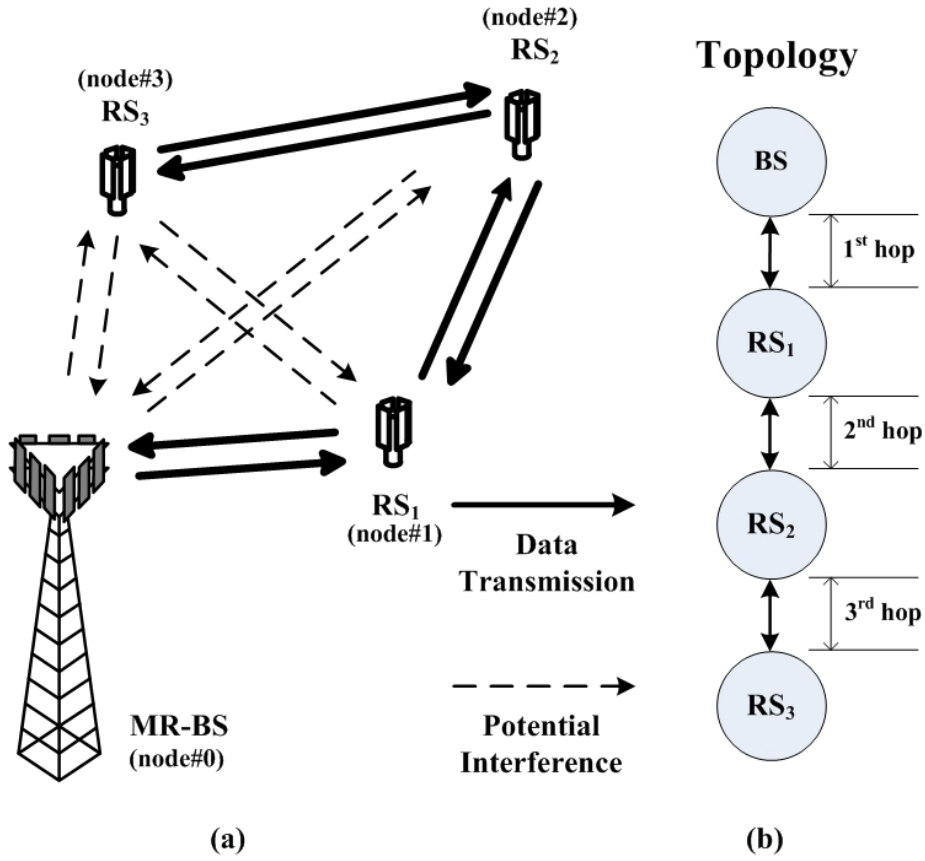 (node#2)
RS₂
(node#3)
RS₃
RS₁
(node#1)
Data
Transmission
MR-BS
(node#0)
Potential
Interference
(a)
Topology
BS
1st hop
RS₁
2nd hop
RS₂
3rd hop
RS₃
(b)